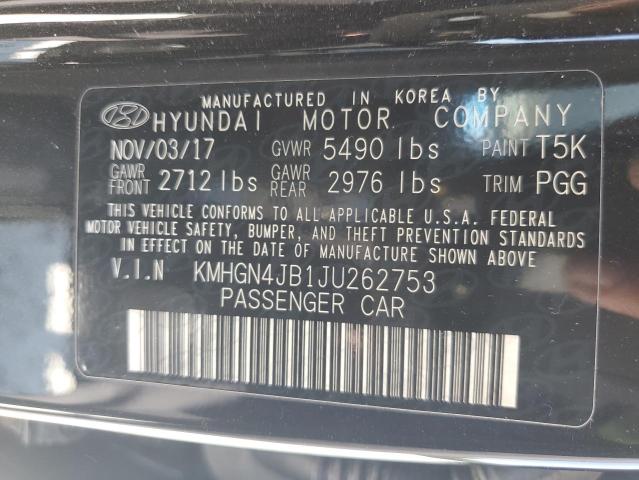 MANUFACTURED IN KOREA BY
HYUNDAI MOTOR COMPANY
NOV/03/17 GVWR 5490 lbs PAINT T5K
GAWR FRONT 2712 lbs GAWR REAR 2976 lbs TRIM PGG
THIS VEHICLE CONFORMS TO ALL APPLICABLE U.S.A. FEDERAL
MOTOR VEHICLE SAFETY, BUMPER, AND THEFT PREVENTION STANDARDS
IN EFFECT ON THE DATE OF MANUFACTURE SHOWN ABOVE
V.I.N KMHGN4JB1JU262753
PASSENGER CAR